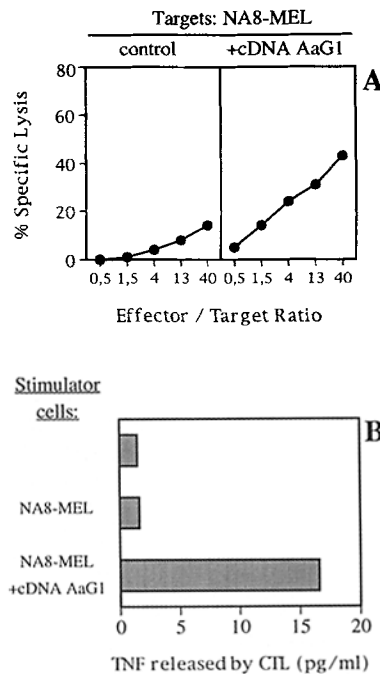 Targets: NA8-MEL
control +cDNA AaG1
A
% Specific Lysis
80
60
40
20
0
0,5 1,5 4 13 40 0,5 1,5 4 13 40
Effector / Target Ratio
Stimulator
cells:
B
NA8-MEL
NA8-MEL
+cDNA AaG1
0 5 10 15 20
TNF released by CTL (pg/ml)